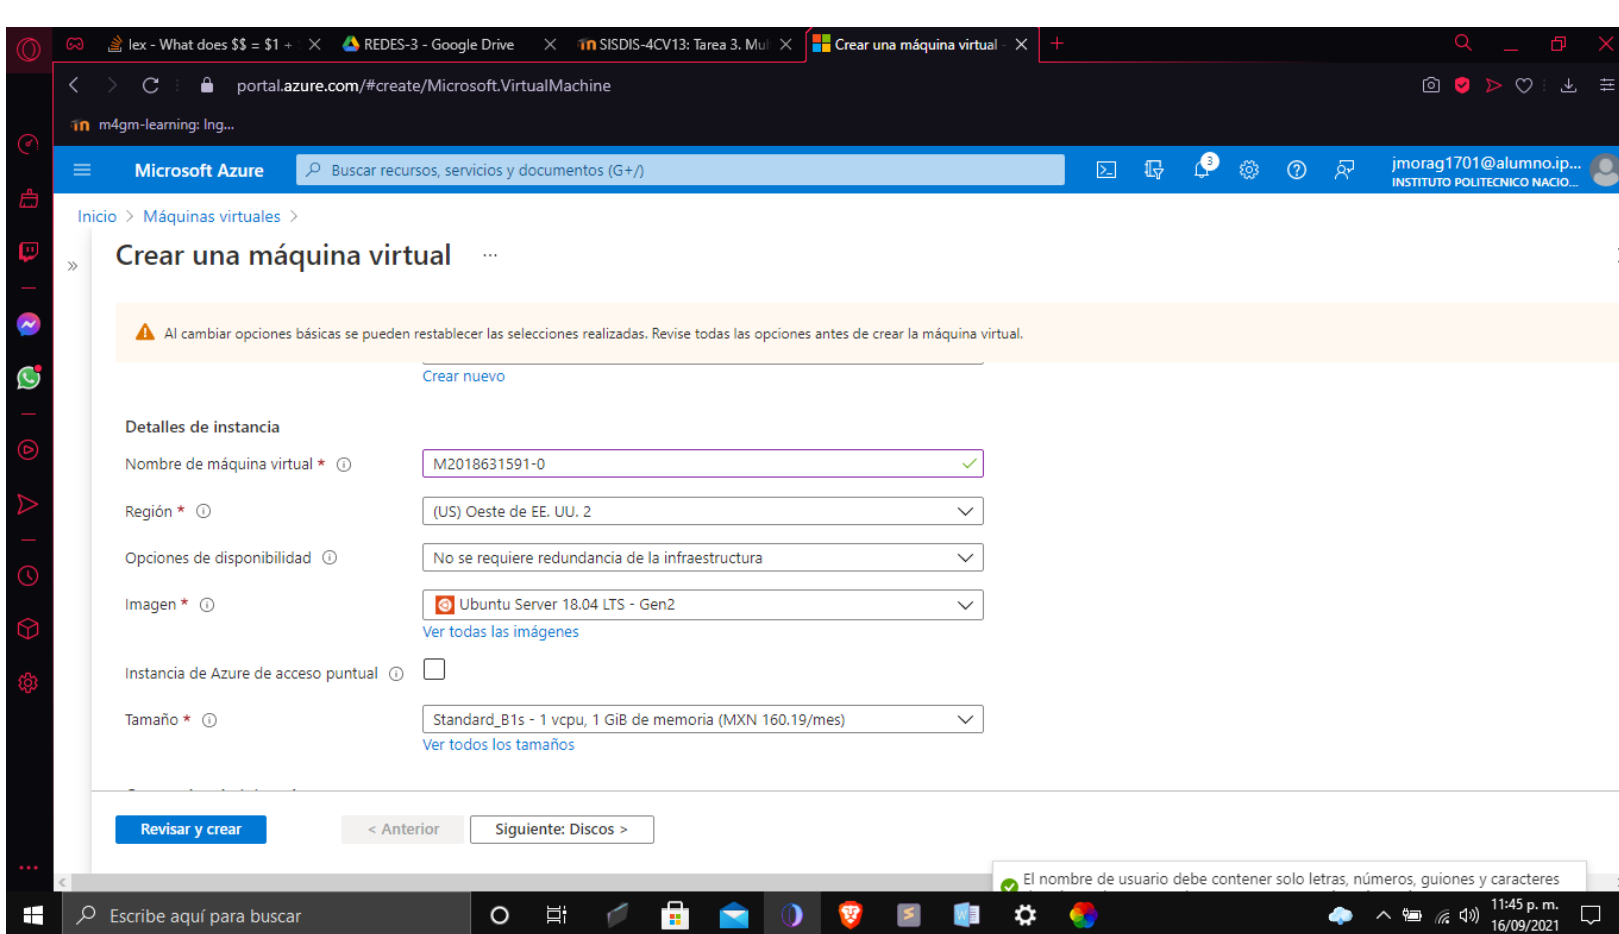 lex - What does $$ = $1 +
REDES-3 - Google Drive
SISDIS-4CV13: Tarea 3. Mul
Crear una máquina virtual -
portal.azure.com/#create/Microsoft.VirtualMachine
m4gm-learning: Ing...
Microsoft Azure
Buscar recursos, servicios y documentos (G+/)
3
jmorag1701@alumno.ip...
INSTITUTO POLITECNICO NACIO...
Inicio > Máquinas virtuales >
Crear una máquina virtual ...
Al cambiar opciones básicas se pueden restablecer las selecciones realizadas. Revise todas las opciones antes de crear la máquina virtual.
Crear nuevo
Detalles de instancia
Nombre de máquina virtual *
M2018631591-0
Región *
(US) Oeste de EE. UU. 2
Opciones de disponibilidad
No se requiere redundancia de la infraestructura
Imagen *
Ubuntu Server 18.04 LTS - Gen2
Ver todas las imágenes
Instancia de Azure de acceso puntual
Tamaño *
Standard_B1s - 1 vcpu, 1 GiB de memoria (MXN 160.19/mes)
Ver todos los tamaños
Revisar y crear
< Anterior
Siguiente: Discos >
El nombre de usuario debe contener solo letras, números, guiones y caracteres
Escribe aquí para buscar
11:45 p. m.
16/09/2021